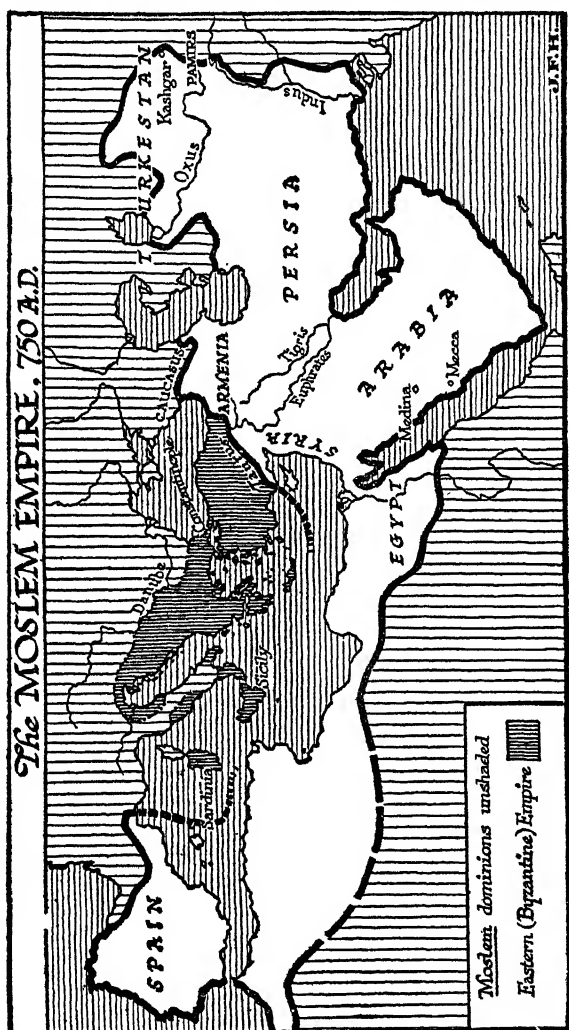 The MOSLEM EMPIRE, 750 A.D.
TURKESTAN
Kashgar
PAMIRS
Oxus
Indus
CAUCASUS
ARMENIA
PERSIA
Tigris
Euphrates
SYRIA
ARABIA
Medina
Mecca
EGYPT
Danube
Constantinople
Sicily
Sardinia
SPAIN
Moslem dominions unshaded
Eastern (Byzantine) Empire
J.F.H.